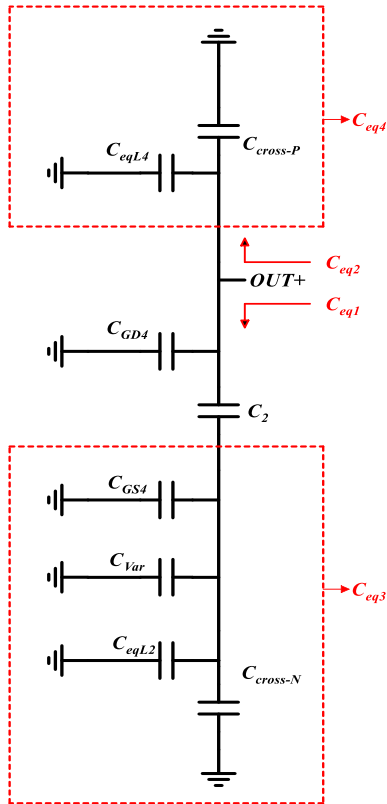 C_eq4
C_cross-P
C_eqL4
C_eq2
OUT+
C_eq1
C_GD4
C_2
C_GS4
C_Var
C_eq3
C_eqL2
C_cross-N